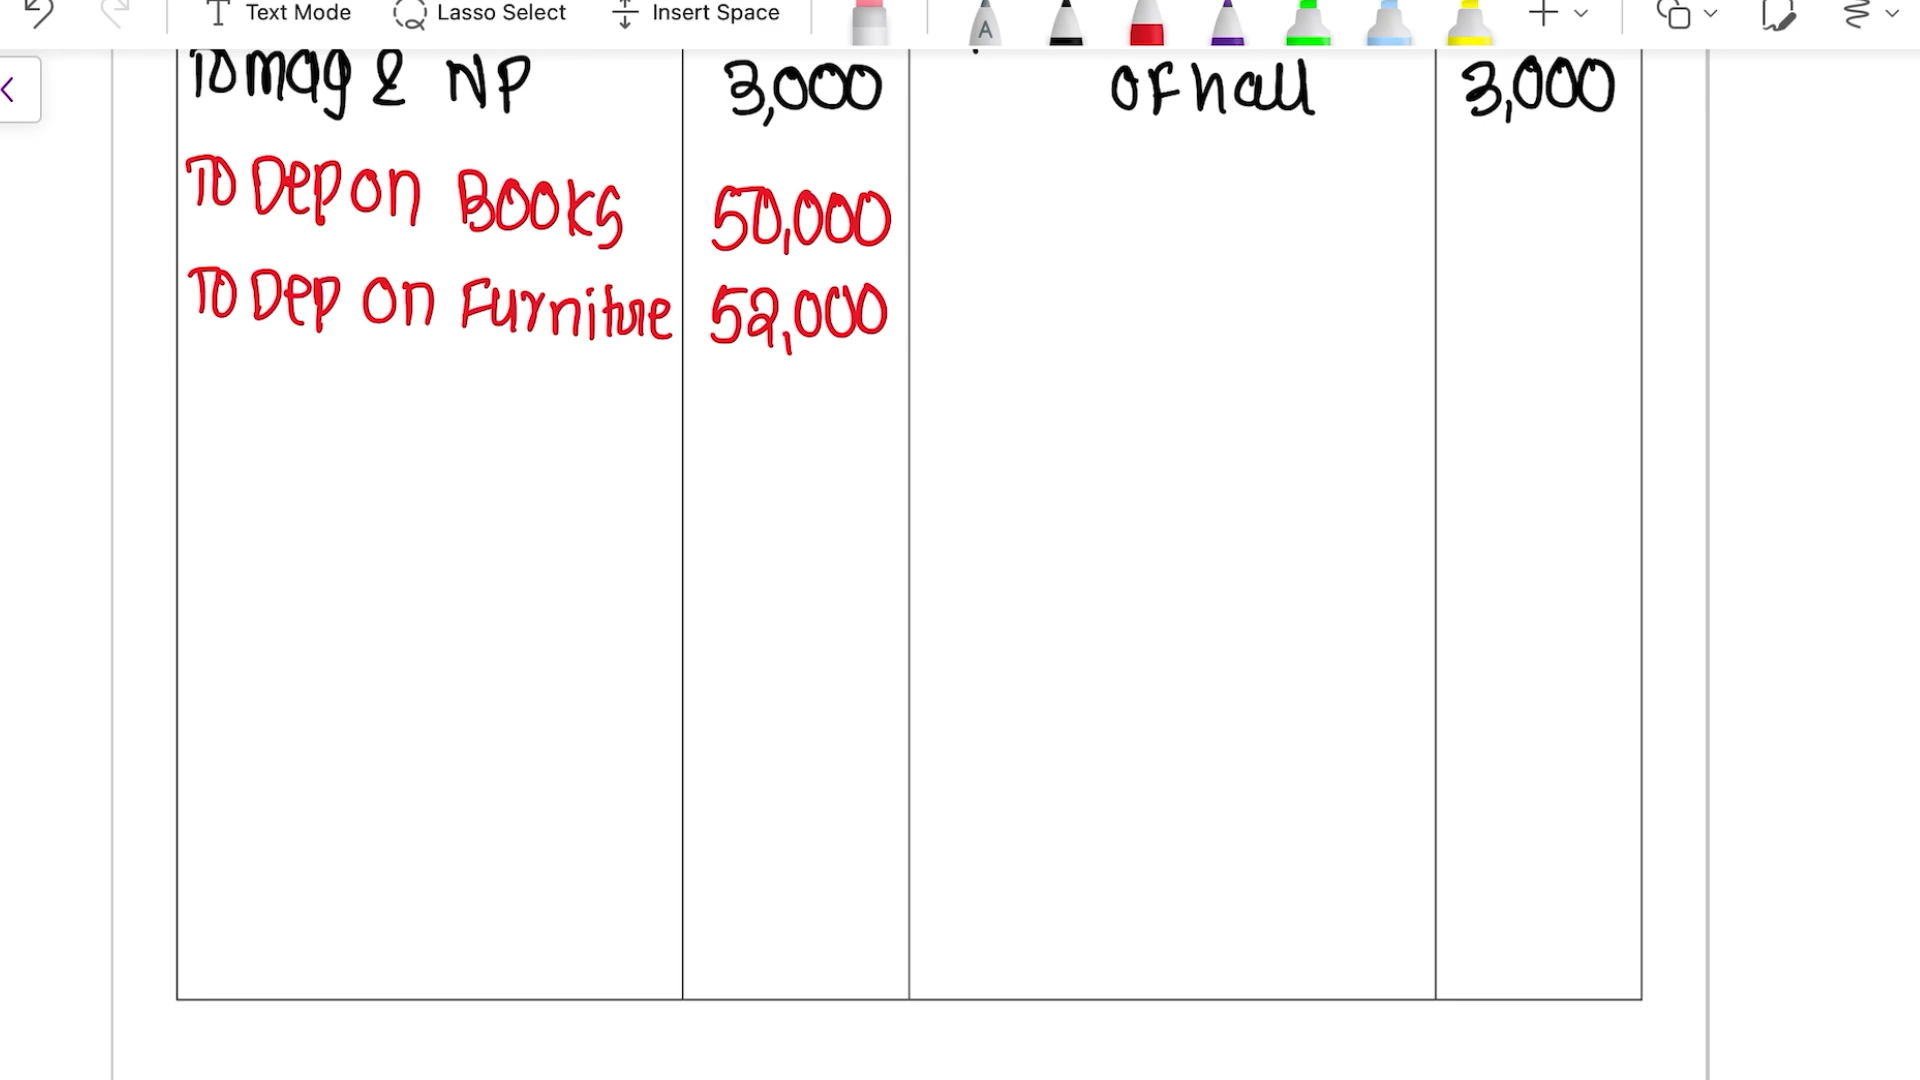 Text Mode Lasso Select Insert Space A
To mag & NP 3,000 of hall 3,000
To Dep on Books 50,000
To Dep on Furniture 52,000